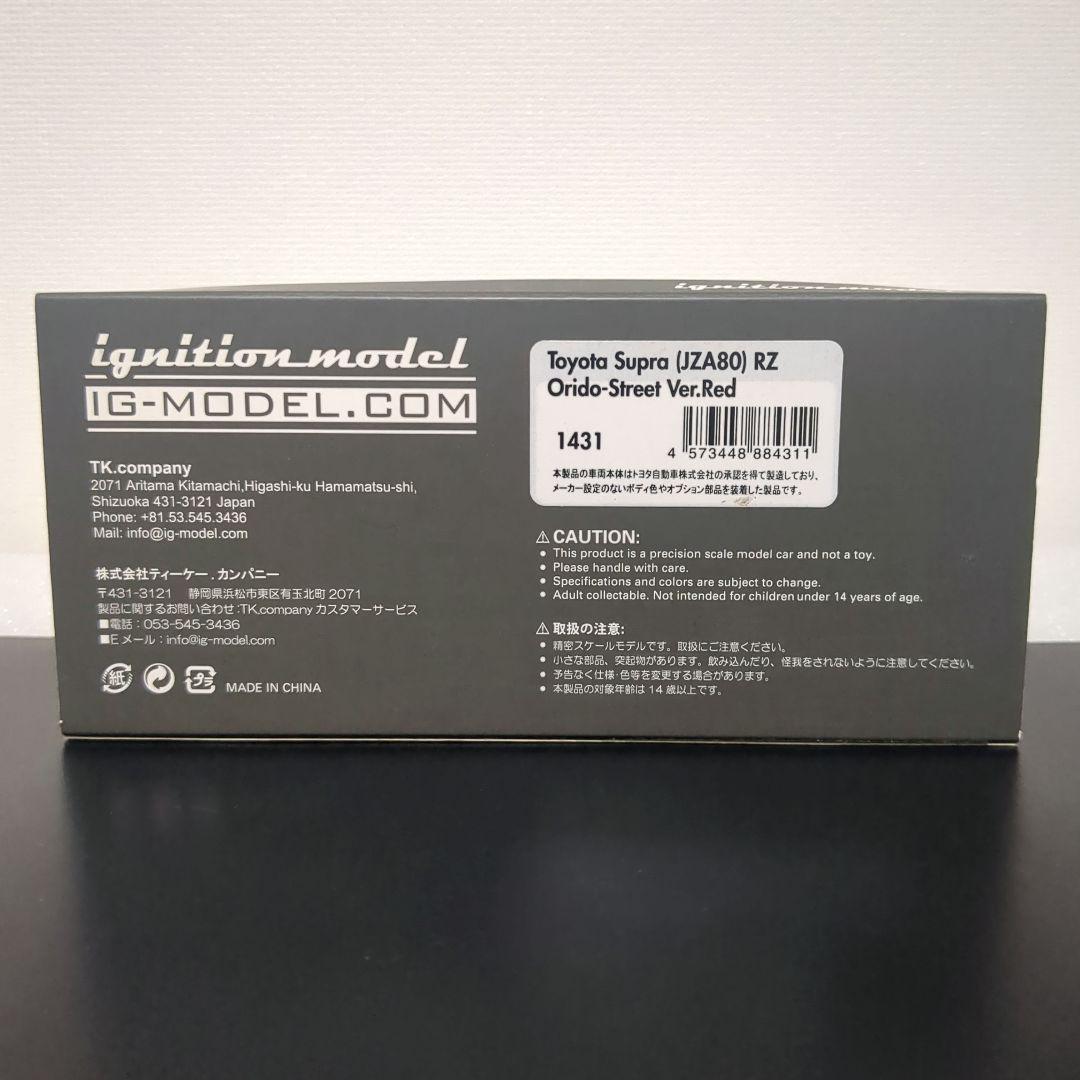 ignition model
ignition model
IG-MODEL.COM
TK.company
2071 Aritama Kitamachi,Higashi-ku Hamamatsu-shi,
Shizuoka 431-3121 Japan
Phone: +81.53.545.3436
Mail: info@ig-model.com
株式会社ティーケー.カンパニー
〒431-3121 静岡県浜松市東区有玉北町 2071
製品に関するお問い合わせ:TK.company カスタマーサービス
■電話：053-545-3436
■E メール：info@ig-model.com
紙
プラ
MADE IN CHINA
Toyota Supra (JZA80) RZ
Orido-Street Ver.Red
1431
4 573448 884311
本製品の車両本体はトヨタ自動車株式会社の承認を得て製造しており、
メーカー設定のないボディ色やオプション部品を装着した製品です。
⚠ CAUTION:
• This product is a precision scale model car and not a toy.
• Please handle with care.
• Specifications and colors are subject to change.
• Adult collectable. Not intended for children under 14 years of age.
⚠ 取扱の注意:
• 精密スケールモデルです。取扱にご注意ください。
• 小さな部品、突起物があります。飲み込んだり、怪我をされないように注意してください。
• 予告なく仕様・色等を変更する場合があります。
• 本製品の対象年齢は 14 歳以上です。